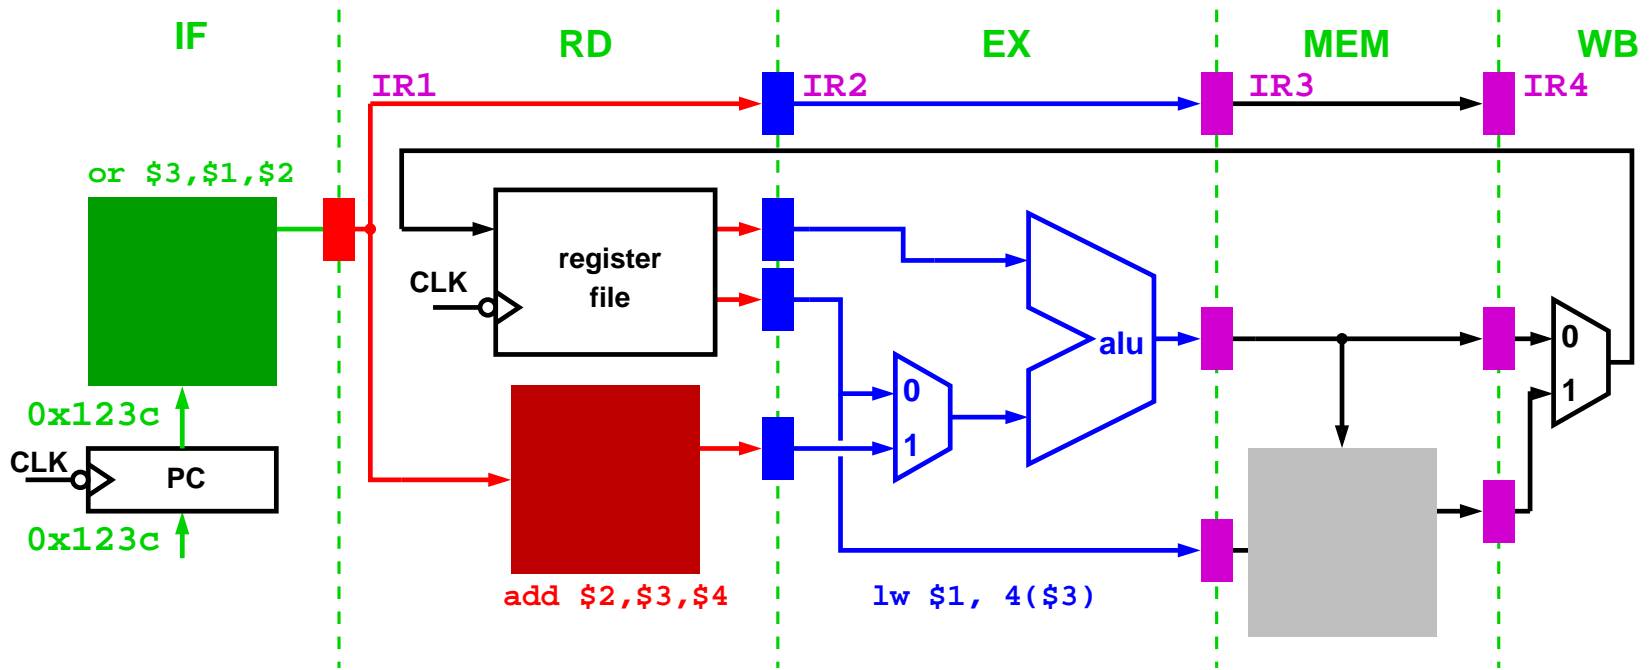 IF
RD
EX
MEM
WB
IR1
IR2
IR3
IR4
or $3,$1,$2
register
file
CLK
alu
0
1
0
1
0x123c
CLK
PC
0x123c
add $2,$3,$4
lw $1, 4($3)